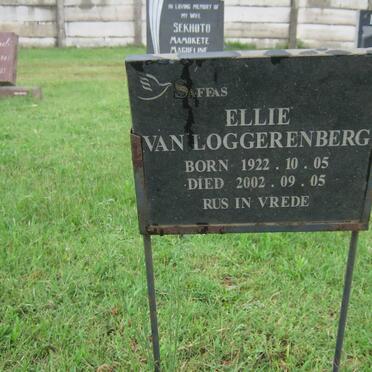 IN LOVING MEMORY OF
MY WIFE
SEKHOTO
MAMOKETE
MAGHELINE
SAFFAS
ELLIE
VAN LOGGERENBERG
BORN 1922.10.05
DIED 2002.09.05
RUS IN VREDE